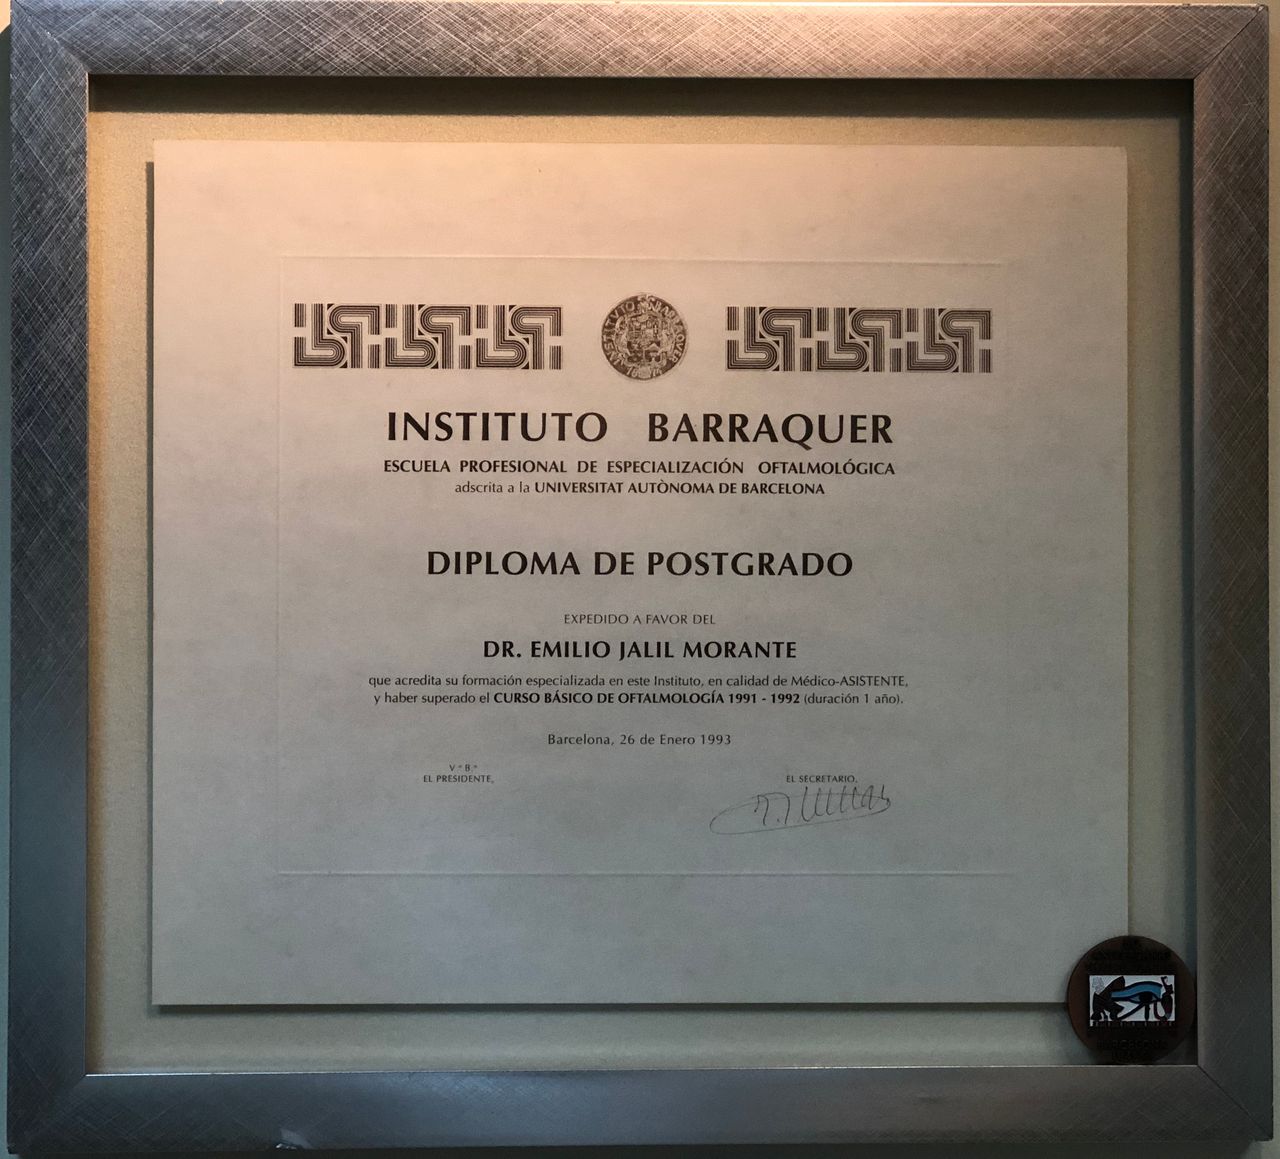 INSTITUTO BARRAQUER
INSTITUTO BARRAQUER
ESCUELA PROFESIONAL DE ESPECIALIZACIÓN OFTALMOLÓGICA
adscrita a la UNIVERSITAT AUTÒNOMA DE BARCELONA
DIPLOMA DE POSTGRADO
EXPEDIDO A FAVOR DEL
DR. EMILIO JALIL MORANTE
que acredita su formación especializada en este Instituto, en calidad de Médico-ASISTENTE,
y haber superado el CURSO BÁSICO DE OFTALMOLOGÍA 1991 - 1992 (duración 1 año).
Barcelona, 26 de Enero 1993
V.º B.º
EL PRESIDENTE,
EL SECRETARIO,